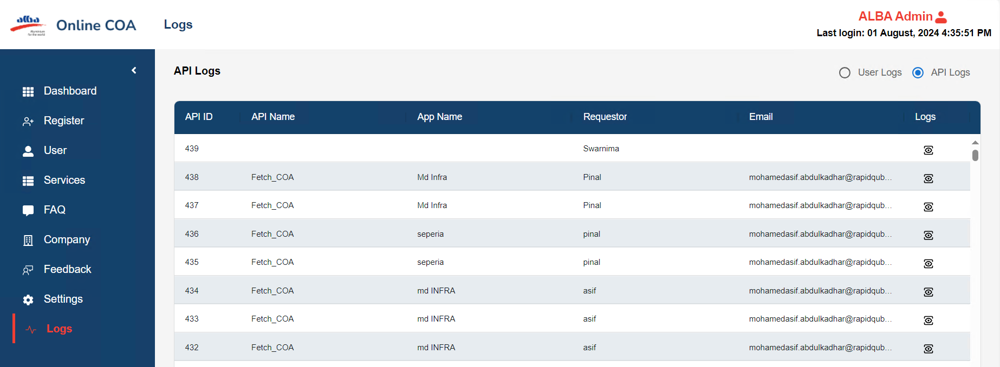 alba
Aluminium
for the world
Online COA
Logs
ALBA Admin
Last login: 01 August, 2024 4:35:51 PM
Dashboard
Register
User
Services
FAQ
Company
Feedback
Settings
Logs
API Logs
User Logs
API Logs
API ID API Name App Name Requestor Email Logs
439 Swarnima
438 Fetch_COA Md Infra Pinal mohamedasif.abdulkadhar@rapidqub...
437 Fetch_COA Md Infra Pinal mohamedasif.abdulkadhar@rapidqub...
436 Fetch_COA seperia pinal mohamedasif.abdulkadhar@rapidqub...
435 Fetch_COA seperia pinal mohamedasif.abdulkadhar@rapidqub...
434 Fetch_COA md INFRA asif mohamedasif.abdulkadhar@rapidqub...
433 Fetch_COA md INFRA asif mohamedasif.abdulkadhar@rapidqub...
432 Fetch_COA md INFRA asif mohamedasif.abdulkadhar@rapidqub...